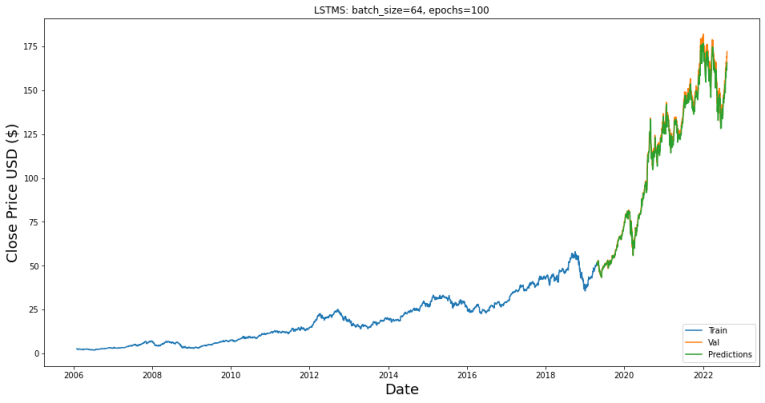 LSTMS: batch_size=64, epochs=100
Close Price USD ($)
175
150
125
100
75
50
25
0
2006 2008 2010 2012 2014 2016 2018 2020 2022
Date
Train
Val
Predictions